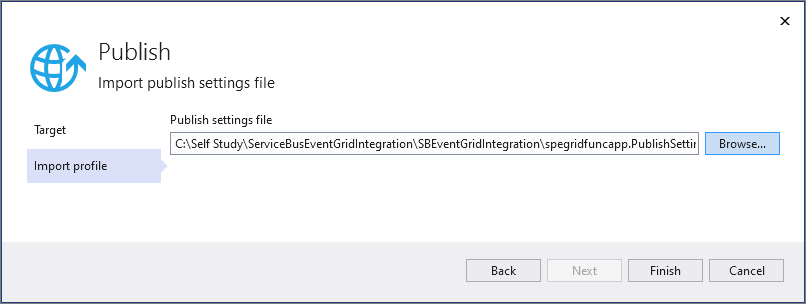 Publish
Import publish settings file
Target
Import profile
Publish settings file
C:\Self Study\ServiceBusEventGridIntegration\SBEventGridIntegration\spegridfuncapp.PublishSettin
Browse...
Back
Next
Finish
Cancel